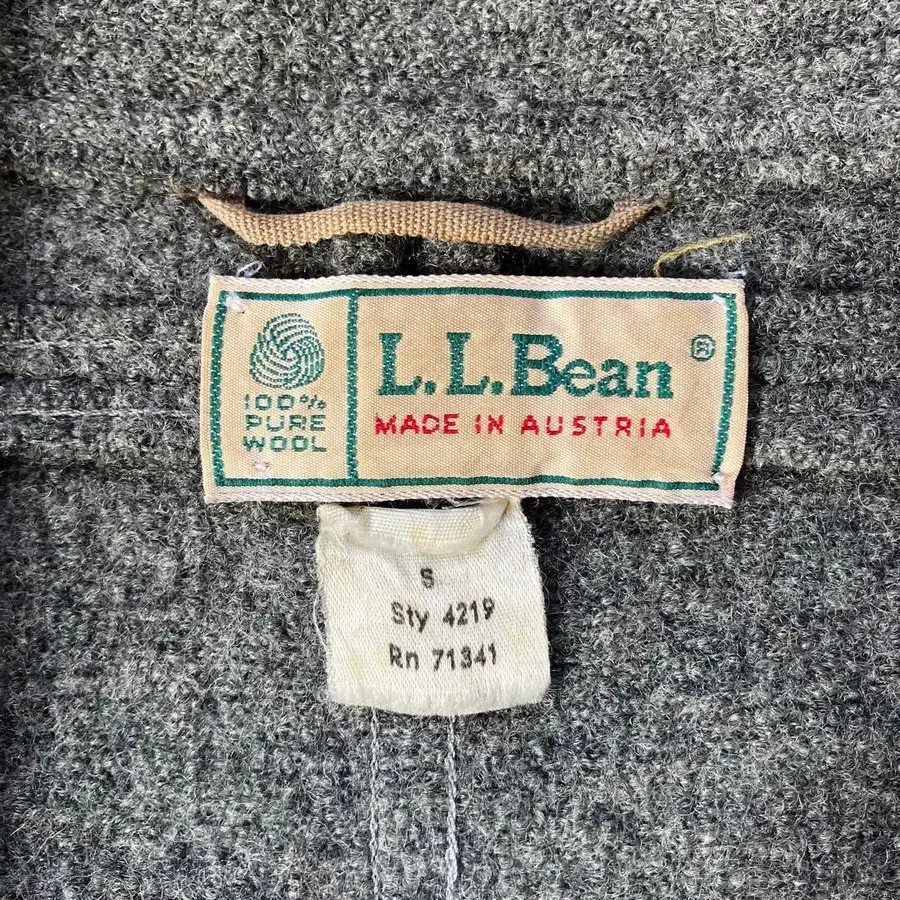 100%
PURE
WOOL
L.L.Bean®
MADE IN AUSTRIA
S
Sty 4219
Rn 71341